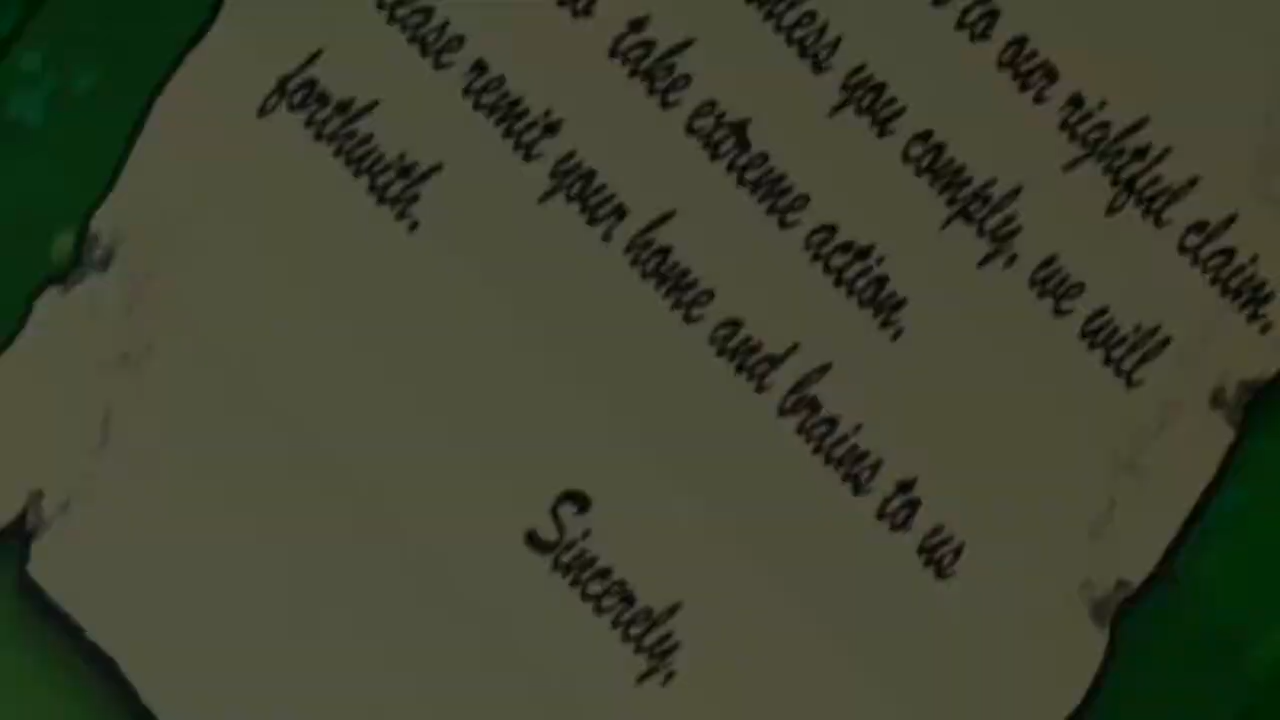 to our rightful claim.
you comply, we will
take extreme action.
remit your home and brains to us
forthwith.
Sincerely,